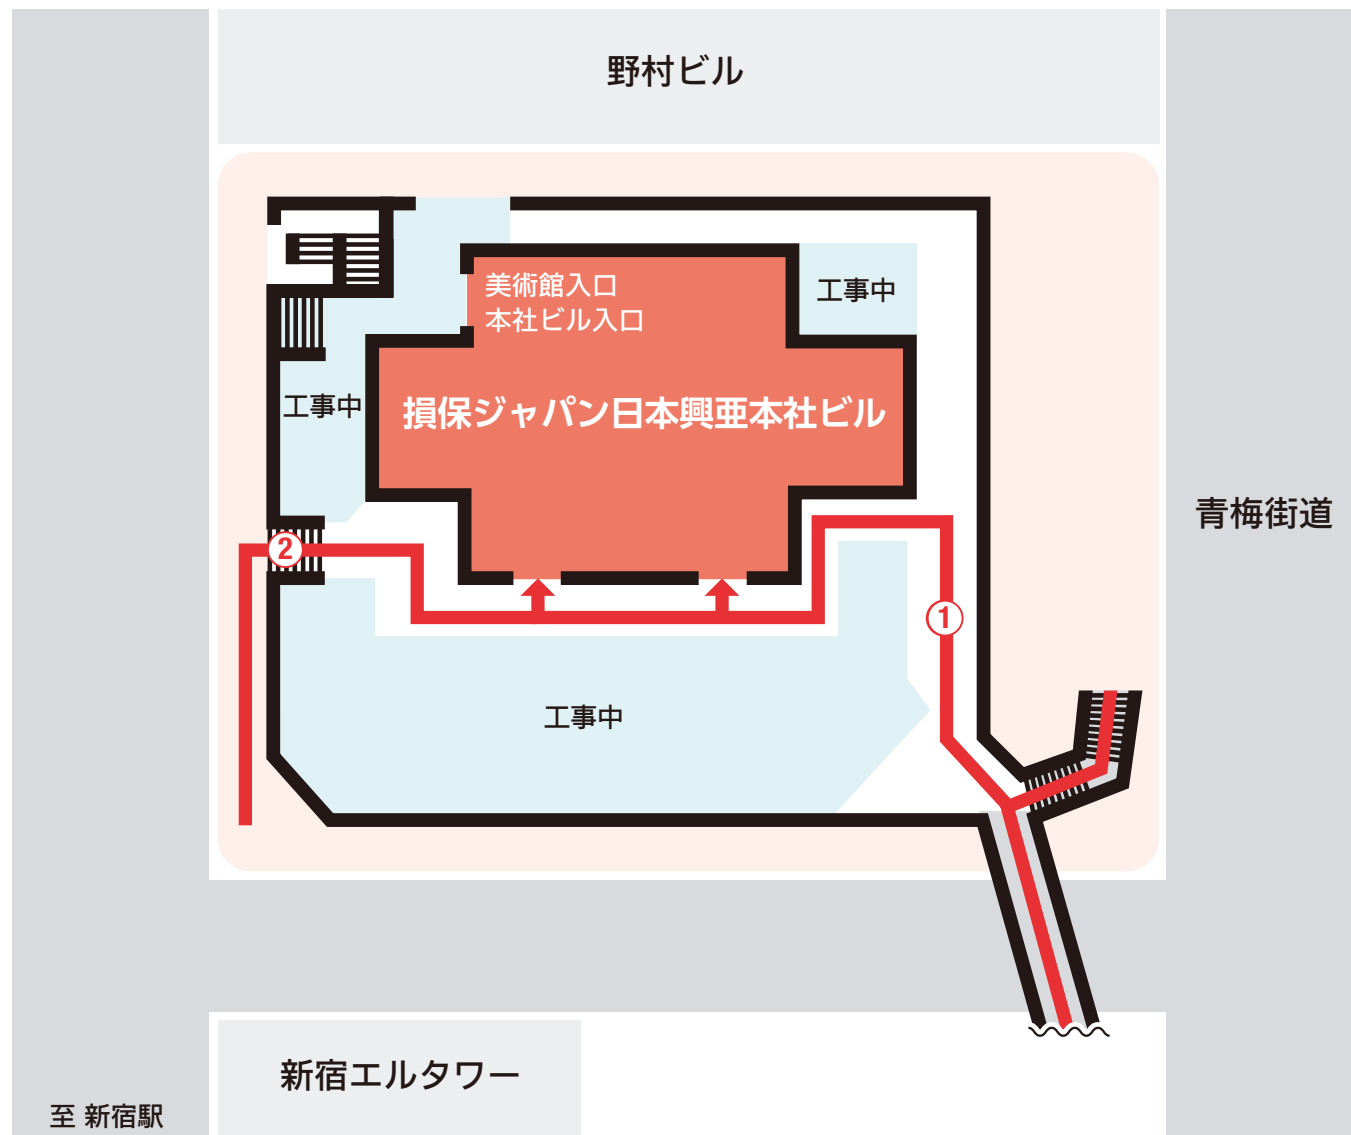 野村ビル
美術館入口
本社ビル入口
工事中
工事中
損保ジャパン日本興亜本社ビル
青梅街道
2
1
工事中
新宿エルタワー
至 新宿駅